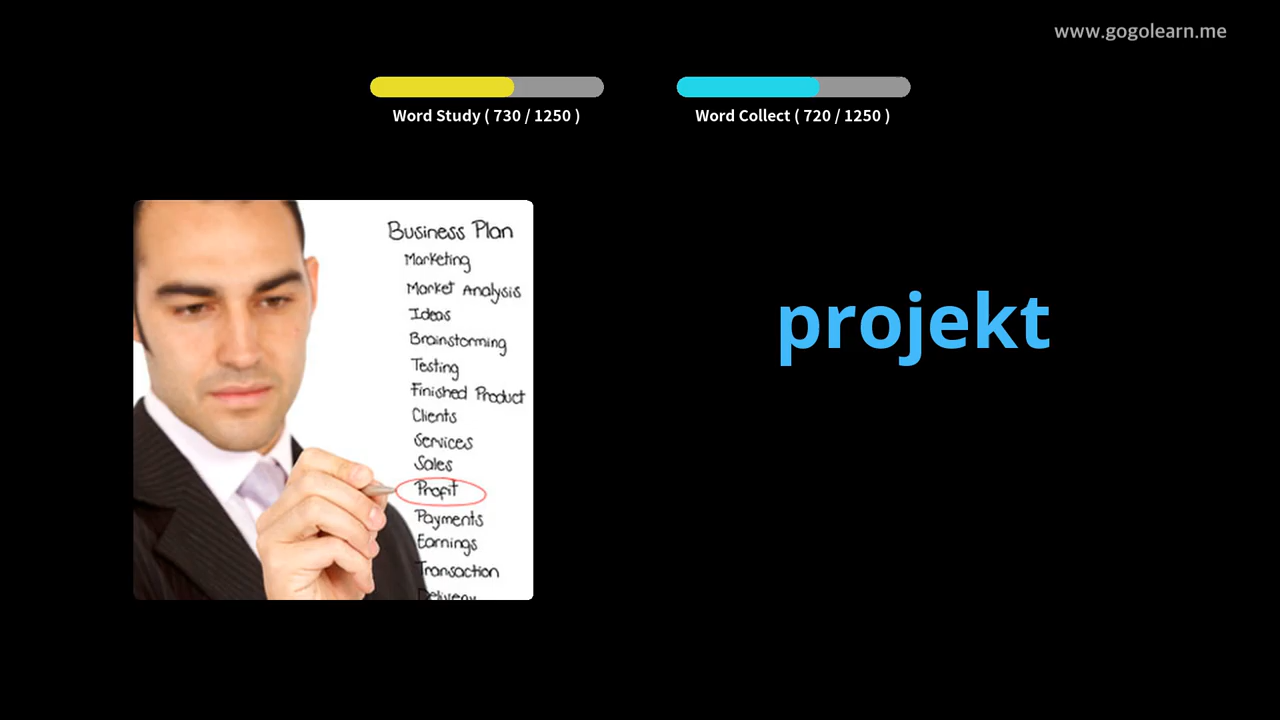 www.gogolearn.me
Word Study ( 730 / 1250 )
Word Collect ( 720 / 1250 )
Business Plan
Marketing
Market Analysis
Ideas
Brainstorming
Testing
Finished Product
Clients
Services
Sales
Profit
Payments
Earnings
Transaction
Delivery
projekt